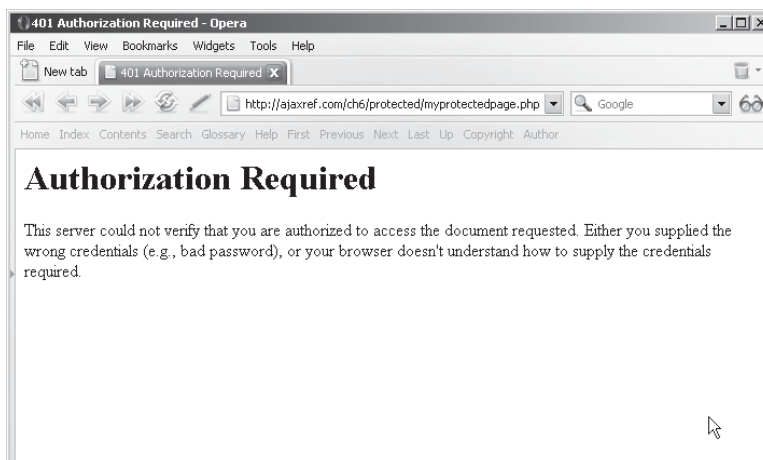 401 Authorization Required - Opera
File Edit View Bookmarks Widgets Tools Help
New tab 401 Authorization Required X
http://ajaxref.com/ch6/protected/myprotectedpage.php Google
Home Index Contents Search Glossary Help First Previous Next Last Up Copyright Author
Authorization Required
This server could not verify that you are authorized to access the document requested. Either you supplied the
wrong credentials (e.g., bad password), or your browser doesn't understand how to supply the credentials
required.